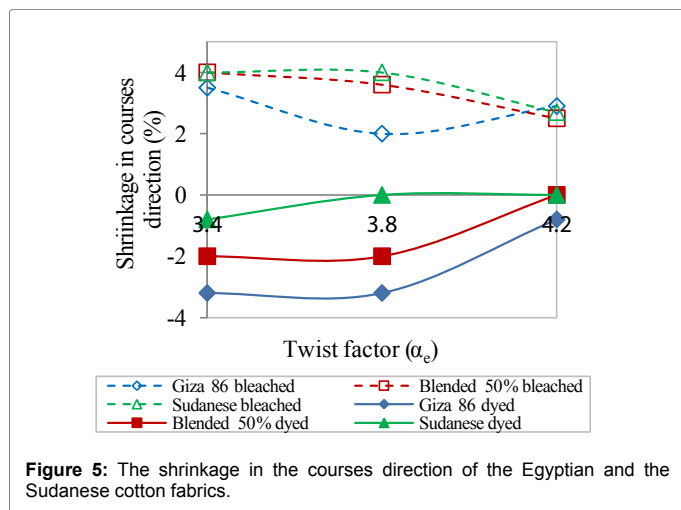 Shriinkage in courses
direction (%)
4
2
0
-2
-4
3.4
3.8
4.2
Twist factor (αe)
Giza 86 bleached
Blended 50% bleached
Sudanese bleached
Giza 86 dyed
Blended 50% dyed
Sudanese dyed
Figure 5: The shrinkage in the courses direction of the Egyptian and the
Sudanese cotton fabrics.